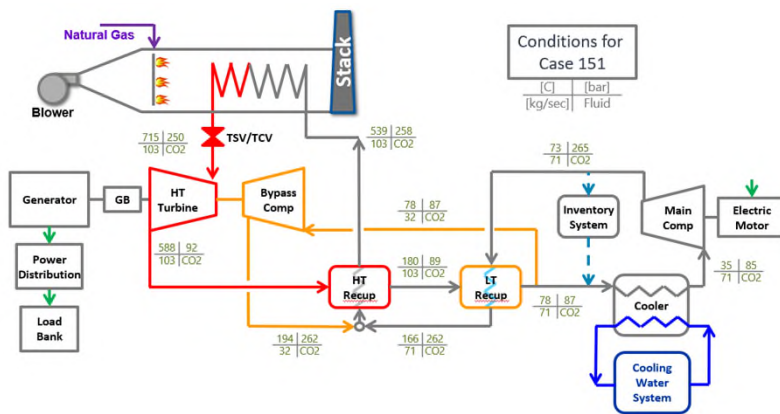 Natural Gas
Blower
Stack
Conditions for
Case 151
[C] [bar]
[kg/sec] Fluid
715 250
103 CO2
TSV/TCV
539 258
103 CO2
73 265
71 CO2
Generator
GB
HT
Turbine
Bypass
Comp
78 87
32 CO2
Inventory
System
Main
Comp
Electric
Motor
Power
Distribution
588 92
103 CO2
HT
Recup
180 89
103 CO2
LT
Recup
78 87
71 CO2
35 85
71 CO2
Cooler
Load
Bank
194 262
32 CO2
166 262
71 CO2
Cooling
Water
System